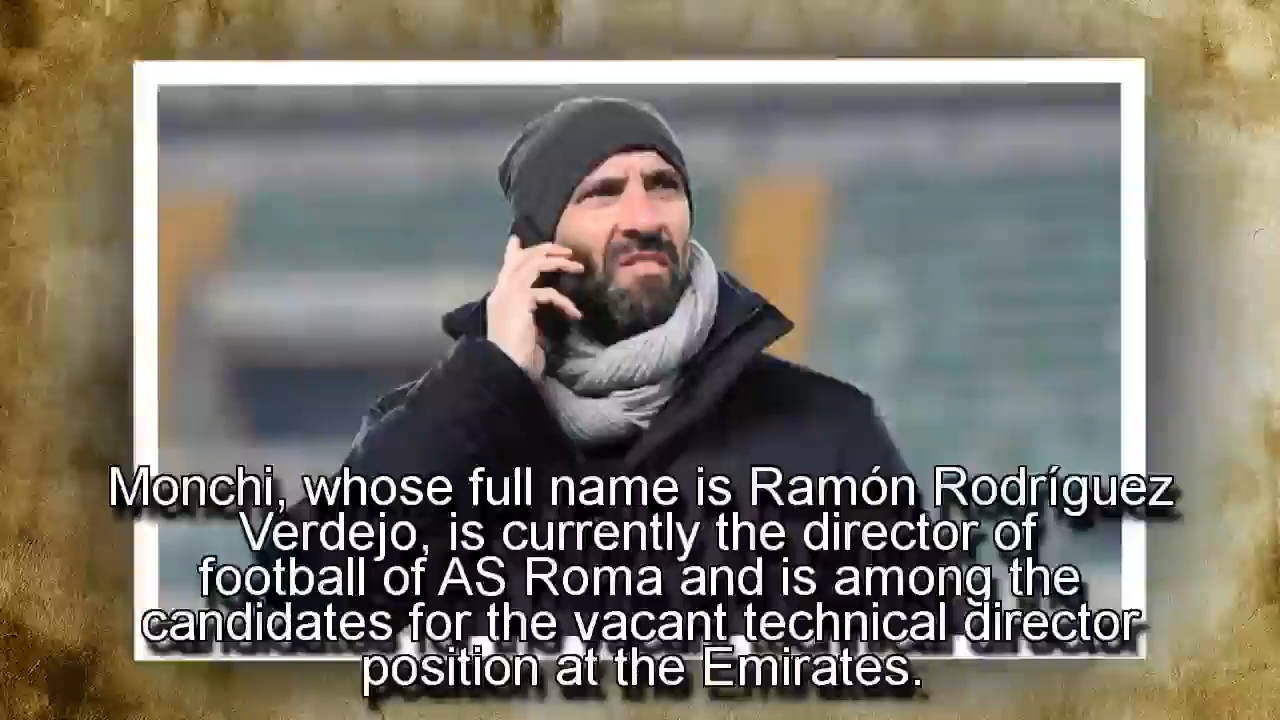 Monchi, whose full name is Ramón Rodríguez
Verdejo, is currently the director of
football of AS Roma and is among the
candidates for the vacant technical director
position at the Emirates.